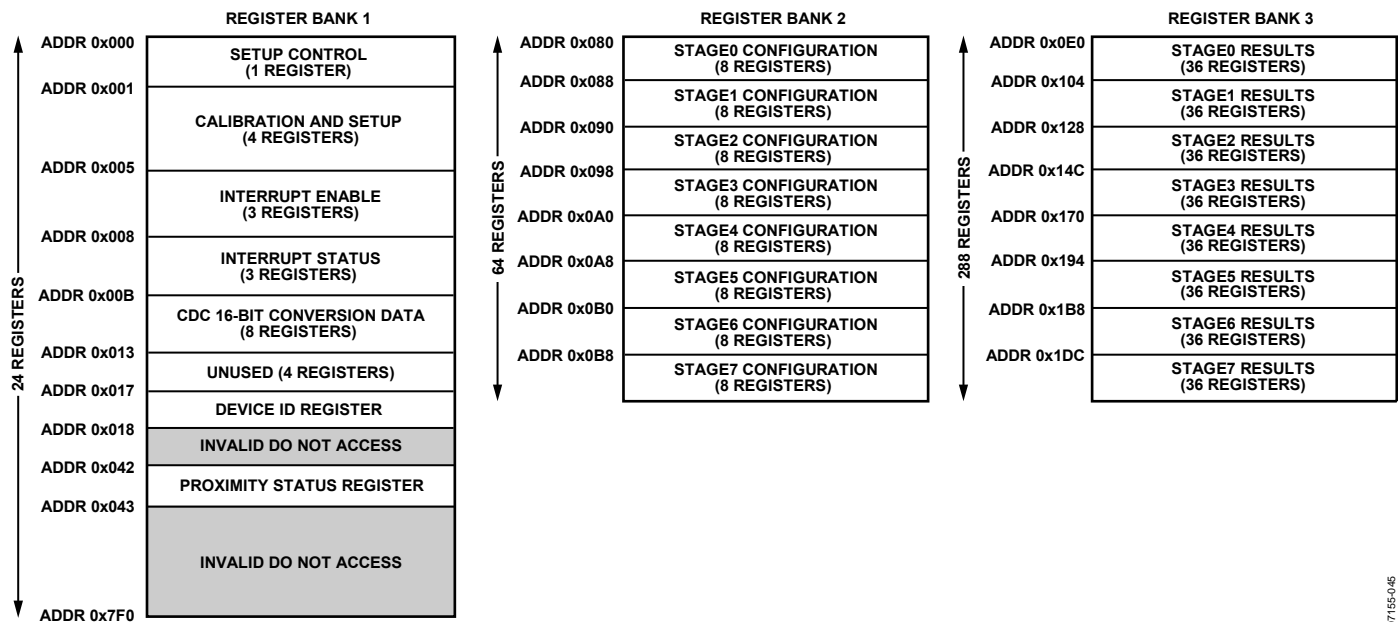 REGISTER BANK 1
ADDR 0x000
SETUP CONTROL
(1 REGISTER)
ADDR 0x001
CALIBRATION AND SETUP
(4 REGISTERS)
ADDR 0x005
INTERRUPT ENABLE
(3 REGISTERS)
ADDR 0x008
INTERRUPT STATUS
(3 REGISTERS)
ADDR 0x00B
CDC 16-BIT CONVERSION DATA
(8 REGISTERS)
ADDR 0x013
UNUSED (4 REGISTERS)
ADDR 0x017
DEVICE ID REGISTER
ADDR 0x018
INVALID DO NOT ACCESS
ADDR 0x042
PROXIMITY STATUS REGISTER
ADDR 0x043
INVALID DO NOT ACCESS
ADDR 0x7F0
24 REGISTERS
REGISTER BANK 2
ADDR 0x080
STAGE0 CONFIGURATION
(8 REGISTERS)
ADDR 0x088
STAGE1 CONFIGURATION
(8 REGISTERS)
ADDR 0x090
STAGE2 CONFIGURATION
(8 REGISTERS)
ADDR 0x098
STAGE3 CONFIGURATION
(8 REGISTERS)
ADDR 0x0A0
STAGE4 CONFIGURATION
(8 REGISTERS)
ADDR 0x0A8
STAGE5 CONFIGURATION
(8 REGISTERS)
ADDR 0x0B0
STAGE6 CONFIGURATION
(8 REGISTERS)
ADDR 0x0B8
STAGE7 CONFIGURATION
(8 REGISTERS)
64 REGISTERS
REGISTER BANK 3
ADDR 0x0E0
STAGE0 RESULTS
(36 REGISTERS)
ADDR 0x104
STAGE1 RESULTS
(36 REGISTERS)
ADDR 0x128
STAGE2 RESULTS
(36 REGISTERS)
ADDR 0x14C
STAGE3 RESULTS
(36 REGISTERS)
ADDR 0x170
STAGE4 RESULTS
(36 REGISTERS)
ADDR 0x194
STAGE5 RESULTS
(36 REGISTERS)
ADDR 0x1B8
STAGE6 RESULTS
(36 REGISTERS)
ADDR 0x1DC
STAGE7 RESULTS
(36 REGISTERS)
288 REGISTERS
07155-045